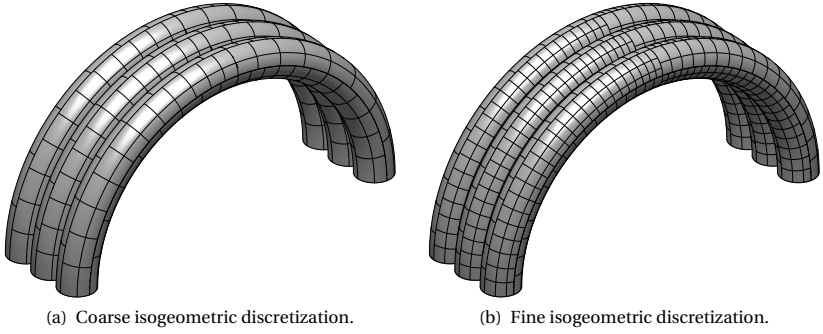 (a) Coarse isogeometric discretization.
(b) Fine isogeometric discretization.